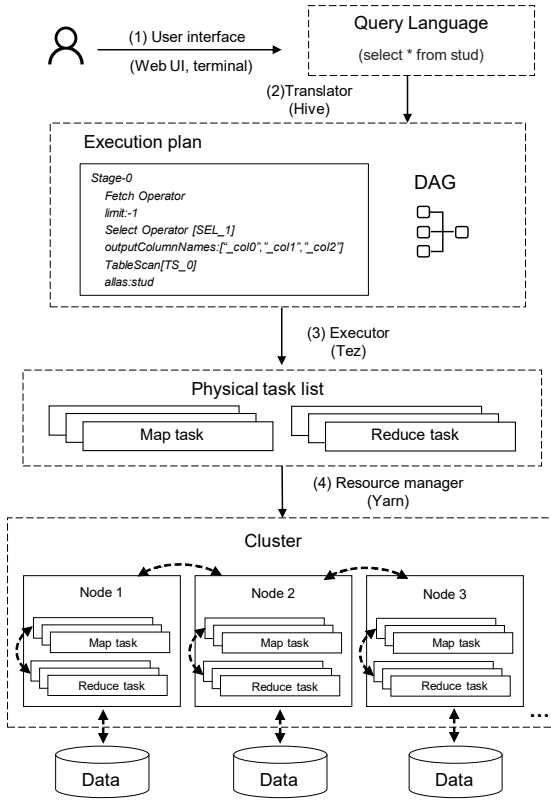 Query Language
(1) User interface
(select * from stud)
(Web UI, terminal)
(2)Translator
(Hive)
Execution plan
Stage-0
Fetch Operator
limit:-1
Select Operator [SEL_1]
outputColumnNames:["_col0","_col1","_col2"]
TableScan[TS_0]
allas:stud
DAG
(3) Executor
(Tez)
Physical task list
Map task
Reduce task
(4) Resource manager
(Yarn)
Cluster
Node 1
Node 2
Node 3
Map task
Map task
Map task
Reduce task
Reduce task
Reduce task
...
Data
Data
Data